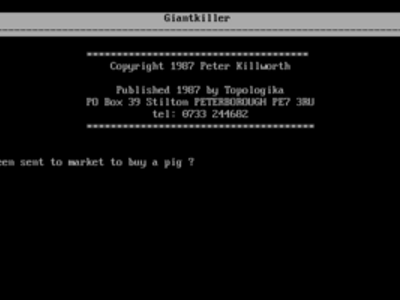 Giantkiller
Copyright 1987 Peter Killworth
Published 1987 by Topologika
PO Box 39 Stilton PETERBOROUGH PE7 3RU
tel: 0733 244682
sent to market to buy a pig ?